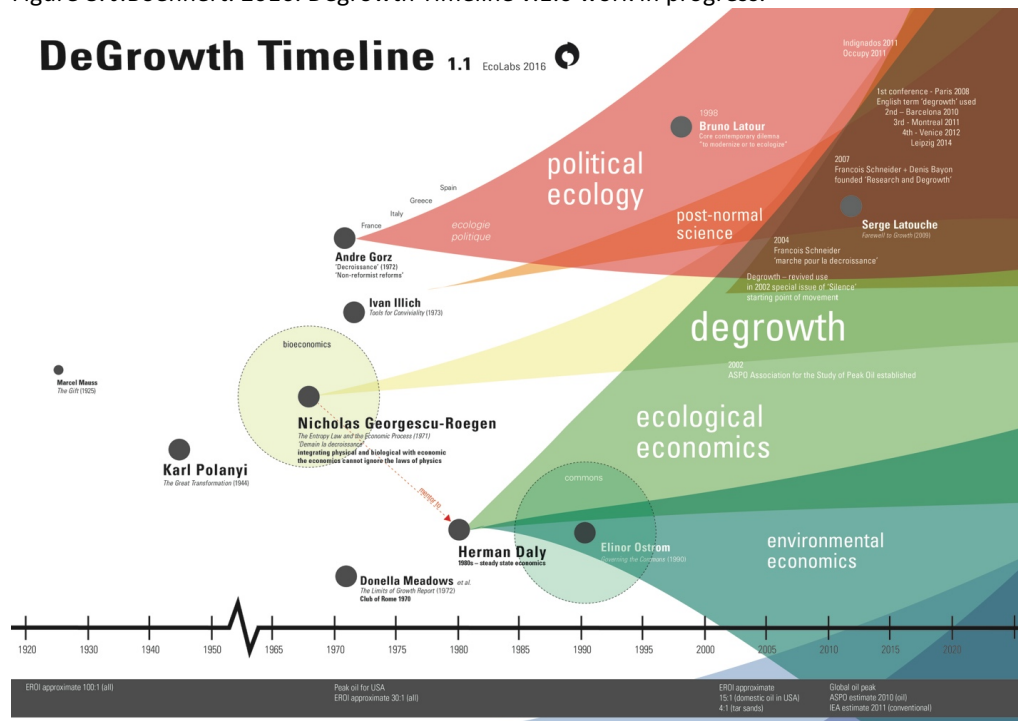 Figure 5. J.Boehnert. 2016. Degrowth Timeline v.1.0 work in progress.
DeGrowth Timeline 1.1 EcoLabs 2016
Indignados 2011
Occupy 2011
1st conference - Paris 2008
English term 'degrowth' used
2nd – Barcelona 2010
3rd - Montreal 2011
4th - Venice 2012
Leipzig 2014
1998
Bruno Latour
Core contemporary dilemma
"to modernize or to ecologize"
political
ecology
2007
Francois Schneider + Denis Bayon
founded 'Research and Degrowth'
Spain
Greece
Italy
France
ecologie
politique
post-normal
science
Serge Latouche
Farewell to Growth (2009)
Andre Gorz
'Decroissance' (1972)
'Non-reformist reforms'
2004
Francois Schneider
'marche pour la decroissance'
Degrowth – revived use
in 2002 special issue of 'Silence'
starting point of movement
Ivan Illich
Tools for Conviviality (1973)
degrowth
bioeconomics
2002
ASPO Association for the Study of Peak Oil established
Marcel Mauss
The Gift (1925)
Nicholas Georgescu-Roegen
The Entropy Law and the Economic Process (1971)
'Demain la decroissance'
integrating physical and biological with economic
the economics cannot ignore the laws of physics
ecological
economics
Karl Polanyi
The Great Transformation (1944)
mentor to
commons
Herman Daly
1980s – steady state economics
Elinor Ostrom
Governing the Commons (1990)
environmental
economics
Donella Meadows et al.
The Limits of Growth Report (1972)
Club of Rome 1970
1920 1930 1940 1950 1965 1970 1975 1980 1985 1990 1995 2000 2005 2010 2015 2020
EROI approximate 100:1 (all)
Peak oil for USA
EROI approximate 30:1 (all)
EROI approximate
15:1 (domestic oil in USA)
4:1 (tar sands)
Global oil peak
ASPO estimate 2010 (oil)
IEA estimate 2011 (conventional)